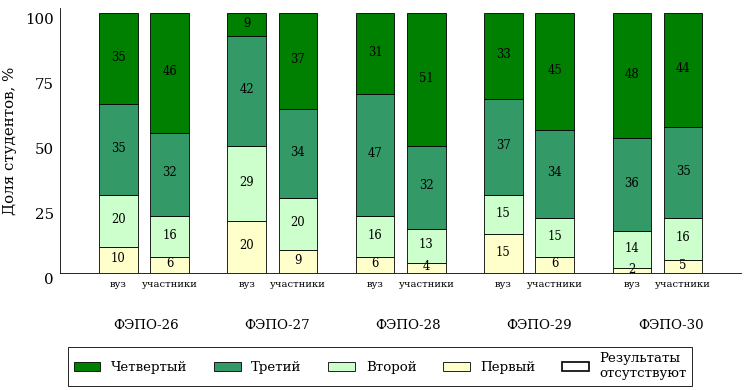 Доля студентов, %
100
75
50
25
0
35 35 20 10
46 32 16 6
9 42 29 20
37 34 20 9
31 47 16 6
51 32 13 4
33 37 15 15
45 34 15 6
48 36 14 2
44 35 16 5
вуз участники вуз участники вуз участники вуз участники вуз участники
ФЭПО-26 ФЭПО-27 ФЭПО-28 ФЭПО-29 ФЭПО-30
Четвертый Третий Второй Первый Результаты
отсутствуют